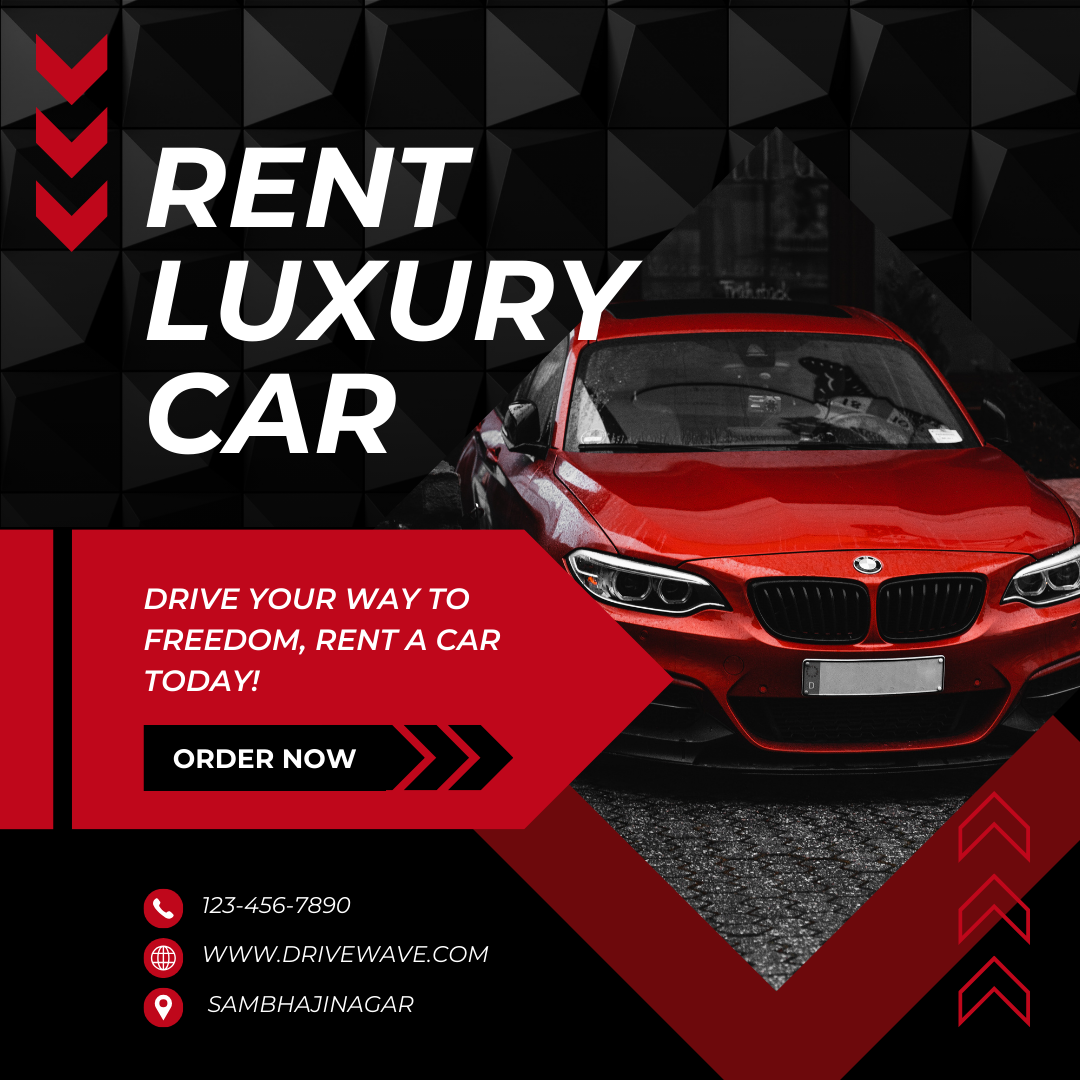 RENT
LUXURY
CAR
DRIVE YOUR WAY TO
FREEDOM, RENT A CAR
TODAY!
ORDER NOW
123-456-7890
WWW.DRIVEWAVE.COM
SAMBHAJINAGAR
D